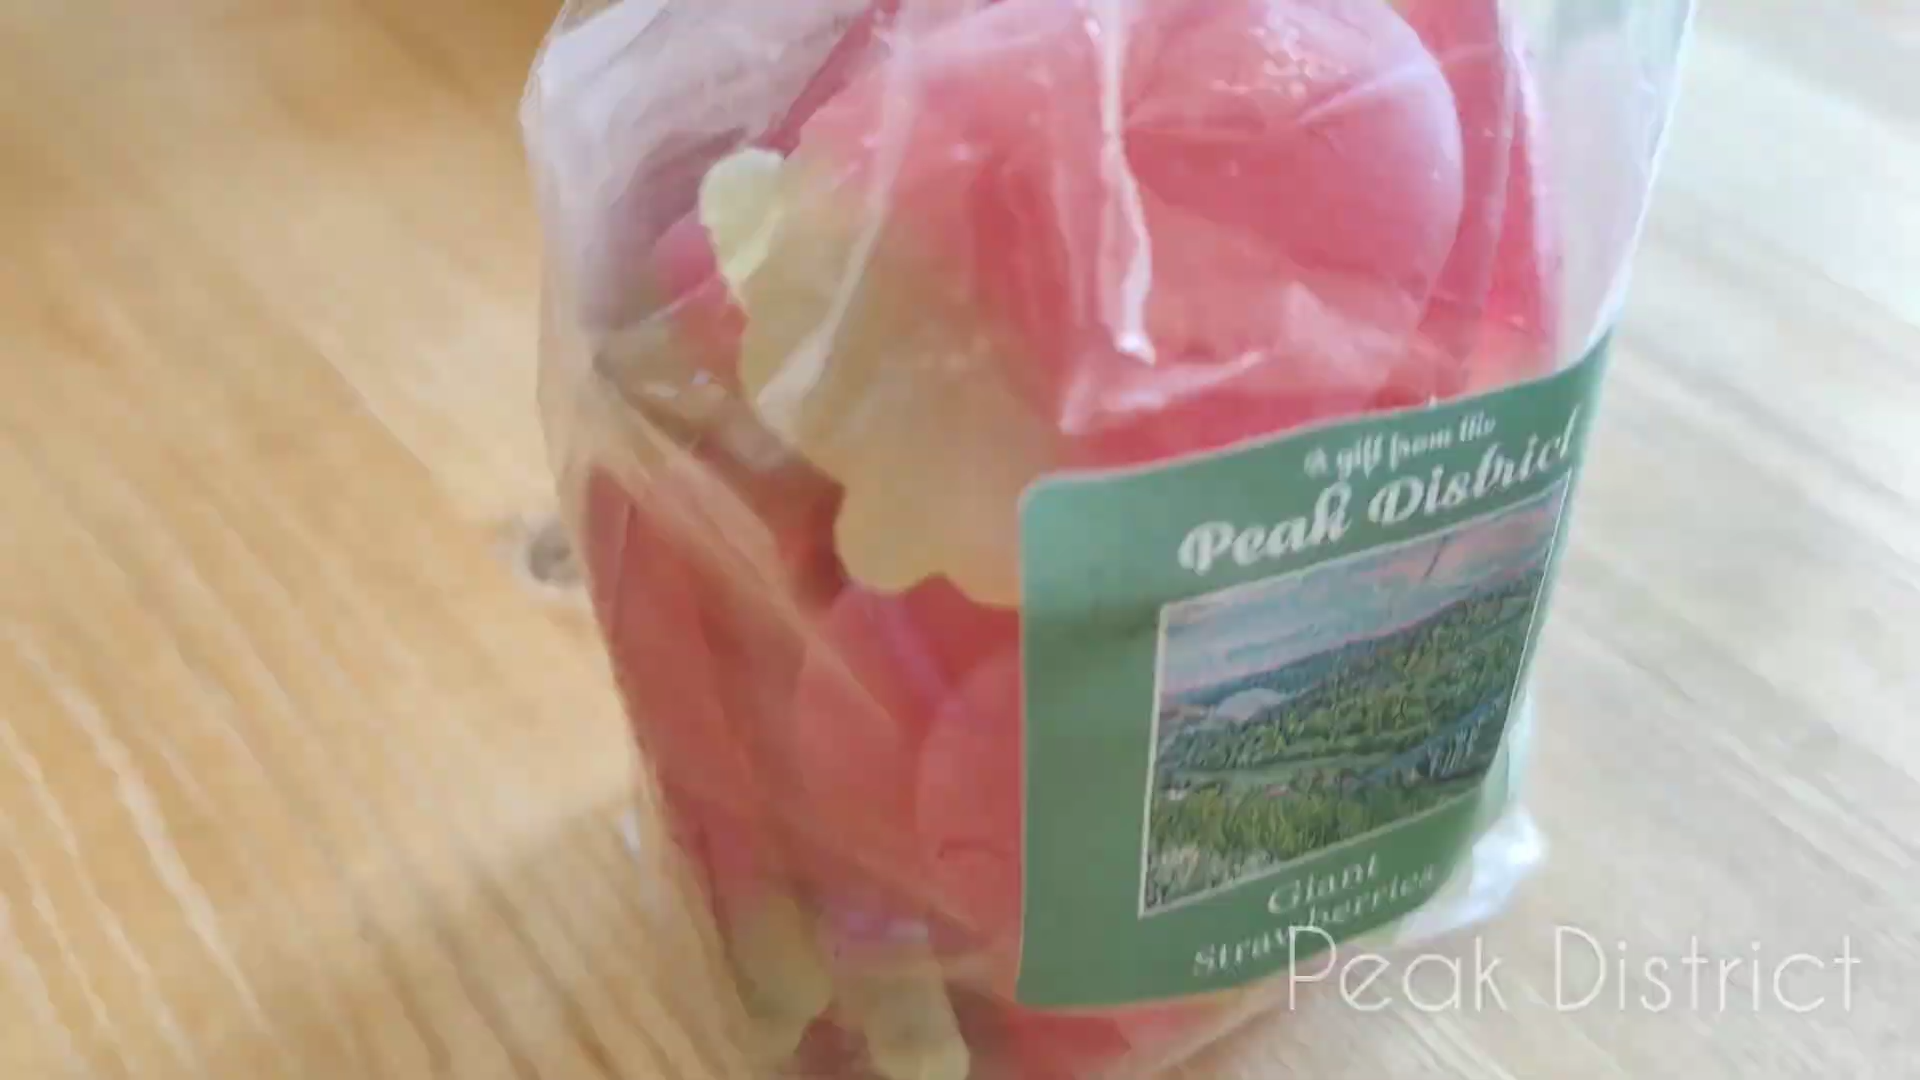 A gift from the
Peak District
Giant
Strawberries
Peak District